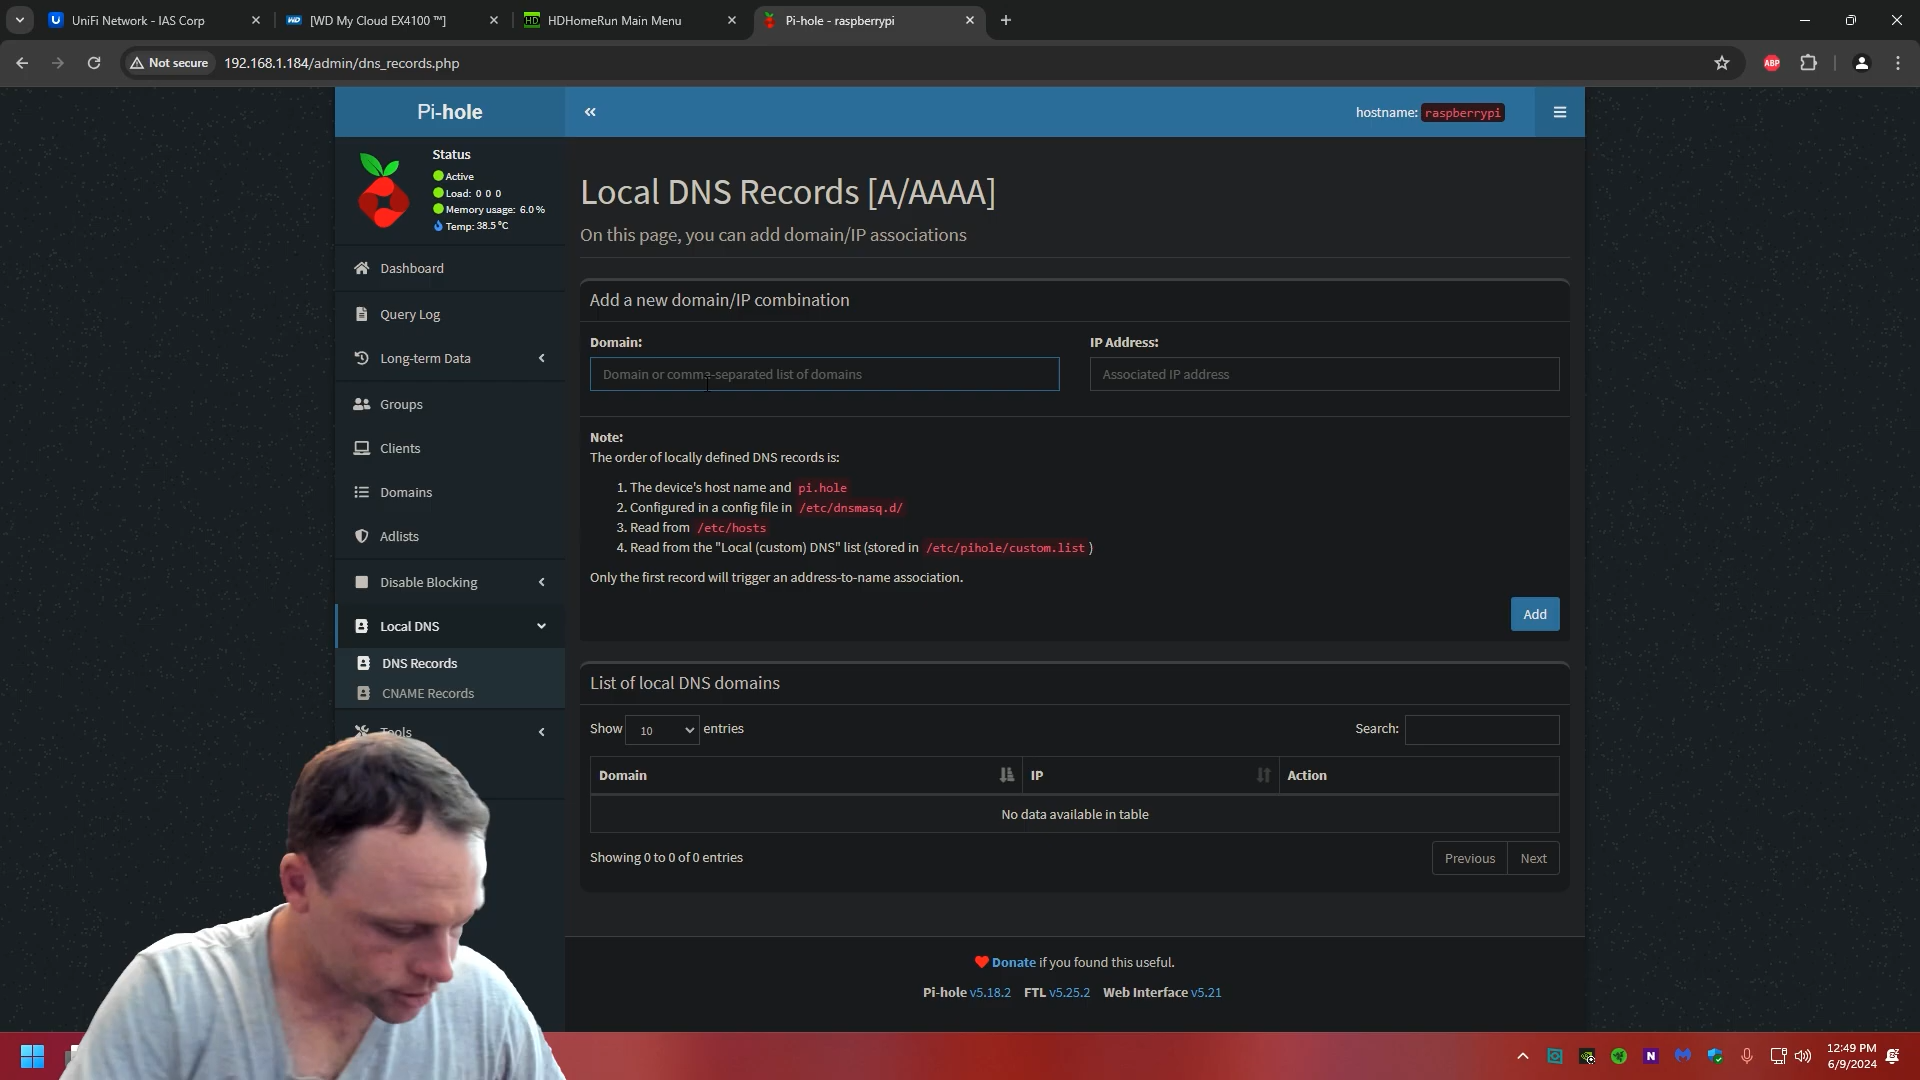 UniFi Network - IAS Corp
[WD My Cloud EX4100 ™]
HDHomeRun Main Menu
Pi-hole - raspberrypi
Not secure
192.168.1.184/admin/dns_records.php
ABP
Pi-hole
hostname: raspberrypi
Status
Active
Load: 0 0 0
Memory usage: 6.0 %
Temp: 38.5 °C
Dashboard
Query Log
Long-term Data
Groups
Clients
Domains
Adlists
Disable Blocking
Local DNS
DNS Records
CNAME Records
Tools
Local DNS Records [A/AAAA]
On this page, you can add domain/IP associations
Add a new domain/IP combination
Domain:
Domain or comma-separated list of domains
IP Address:
Associated IP address
Note:
The order of locally defined DNS records is:
1. The device's host name and pi.hole
2. Configured in a config file in /etc/dnsmasq.d/
3. Read from /etc/hosts
4. Read from the "Local (custom) DNS" list (stored in /etc/pihole/custom.list )
Only the first record will trigger an address-to-name association.
Add
List of local DNS domains
Show 10 entries
Search:
Domain IP Action
No data available in table
Showing 0 to 0 of 0 entries
Previous Next
Donate if you found this useful.
Pi-hole v5.18.2 FTL v5.25.2 Web Interface v5.21
12:49 PM
6/9/2024